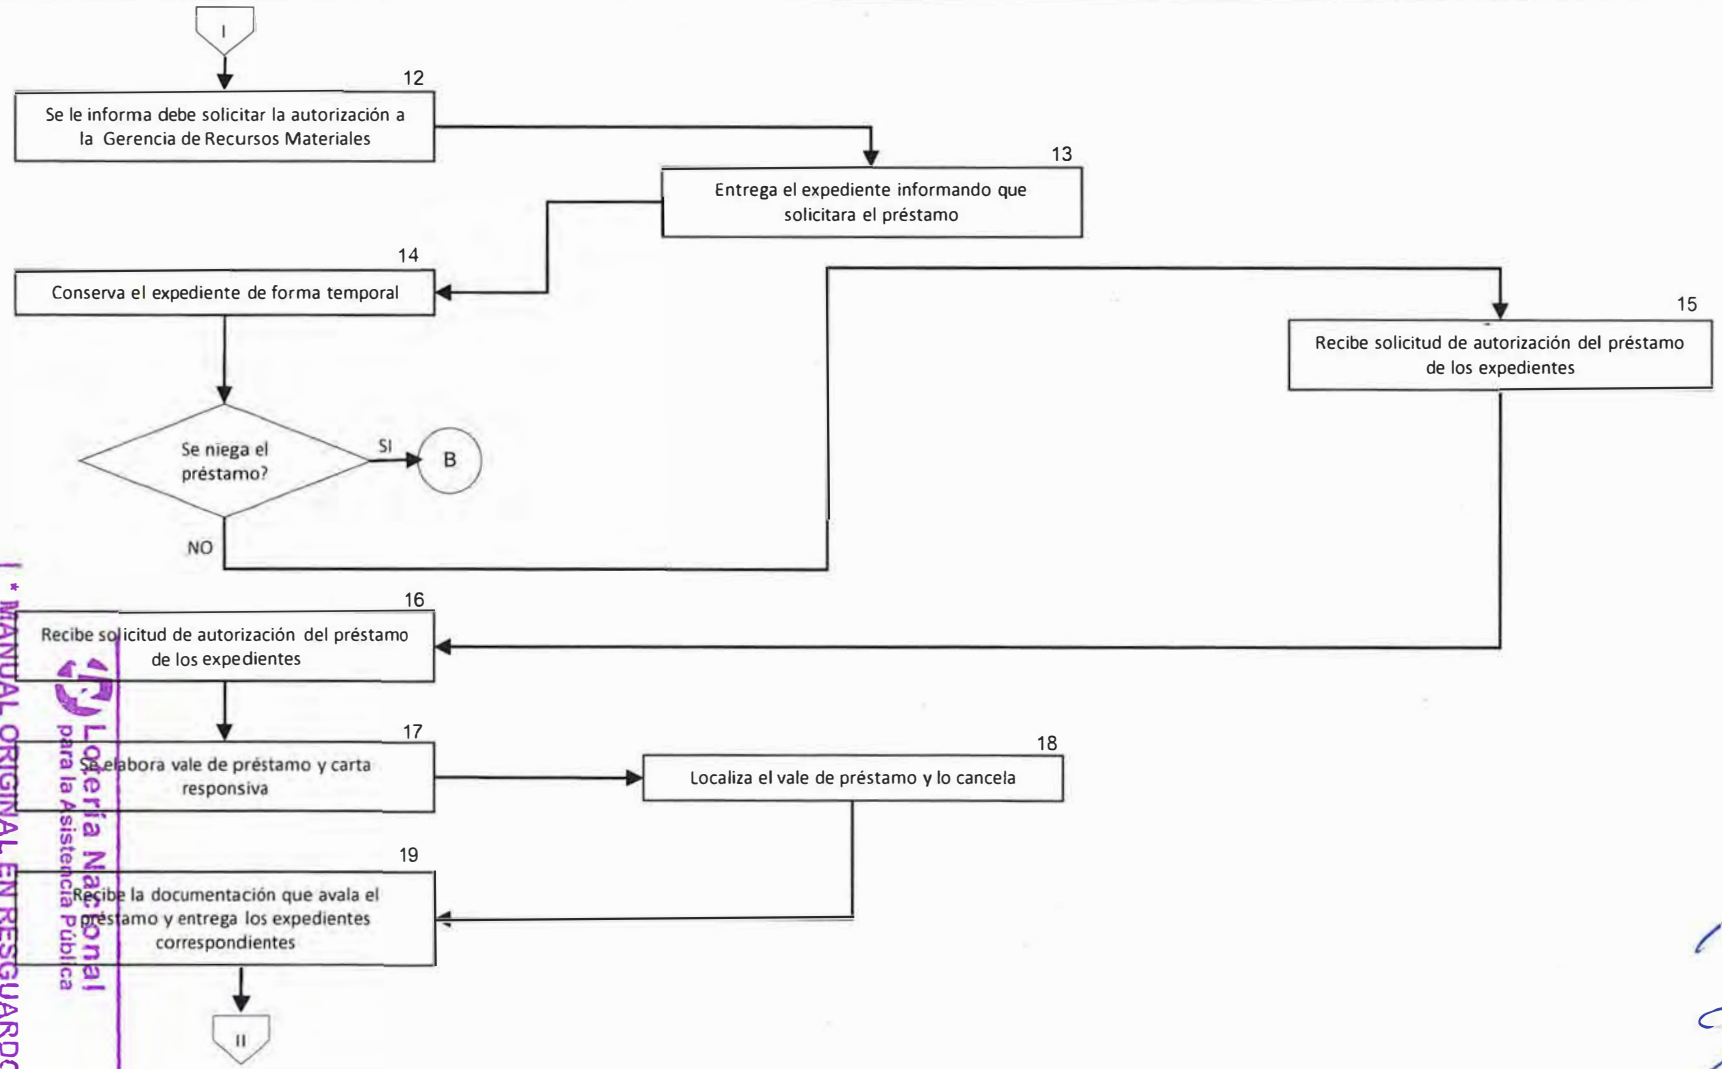 I
12
Se le informa debe solicitar la autorización a
la Gerencia de Recursos Materiales
13
Entrega el expediente informando que
solicitara el préstamo
14
Conserva el expediente de forma temporal
15
Recibe solicitud de autorización del préstamo
de los expedientes
Se niega el
préstamo?
SI
B
NO
16
Recibe solicitud de autorización del préstamo
de los expedientes
17
Se elabora vale de préstamo y carta
responsiva
18
Localiza el vale de préstamo y lo cancela
19
Recibe la documentación que avala el
préstamo y entrega los expedientes
correspondientes
II
Lotería Nacional
para la Asistencia Pública
* MANUAL ORIGINAL EN RESGUARDO